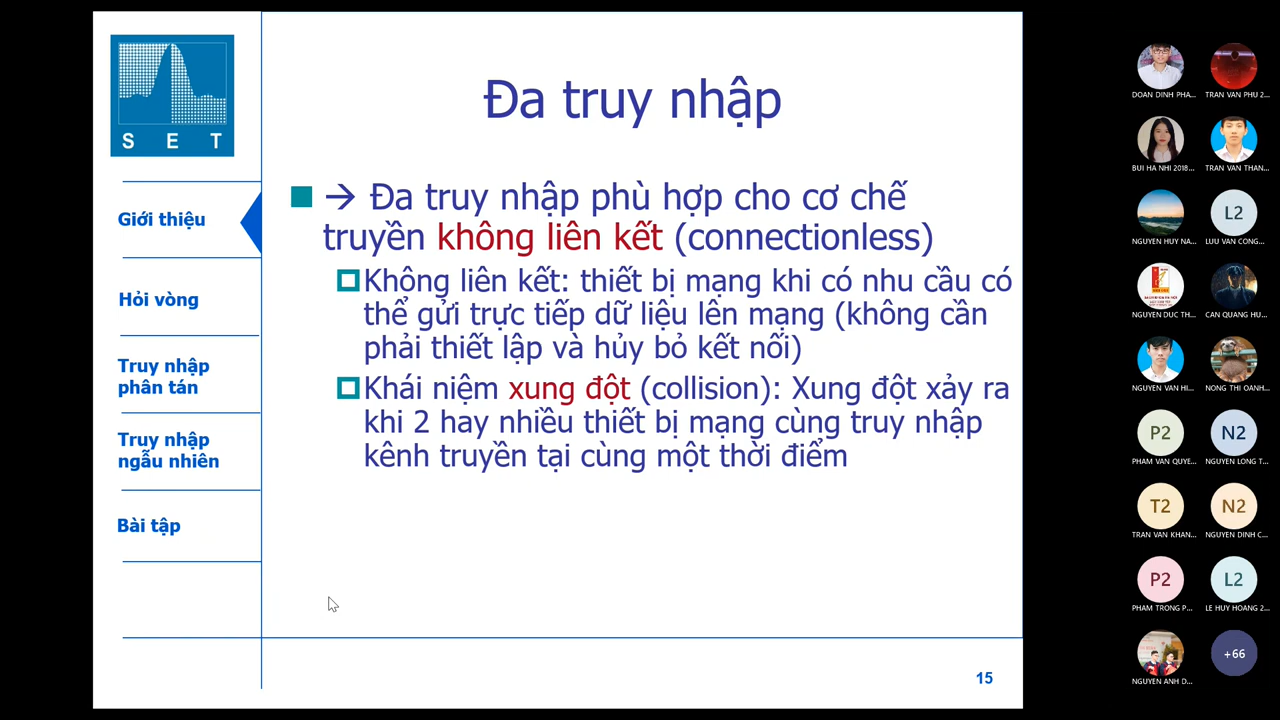 S E T
Giới thiệu
Hỏi vòng
Truy nhập
phân tán
Truy nhập
ngẫu nhiên
Bài tập
Đa truy nhập
→ Đa truy nhập phù hợp cho cơ chế
truyền không liên kết (connectionless)
Không liên kết: thiết bị mạng khi có nhu cầu có
thể gửi trực tiếp dữ liệu lên mạng (không cần
phải thiết lập và hủy bỏ kết nối)
Khái niệm xung đột (collision): Xung đột xảy ra
khi 2 hay nhiều thiết bị mạng cùng truy nhập
kênh truyền tại cùng một thời điểm
15
DOAN DINH PHA...
TRAN VAN PHU 2...
BUI HA NHI 2018...
TRAN VAN THAN...
NGUYEN HUY NA...
L2
LUU VAN CONG...
NGUYEN DUC TH...
CAN QUANG HU...
NGUYEN VAN HI...
NONG THI OANH...
P2
PHAM VAN QUYE...
N2
NGUYEN LONG T...
T2
TRAN VAN KHAN...
N2
NGUYEN DINH C...
P2
PHAM TRONG P...
L2
LE HUY HOANG 2...
NGUYEN ANH D...
+66